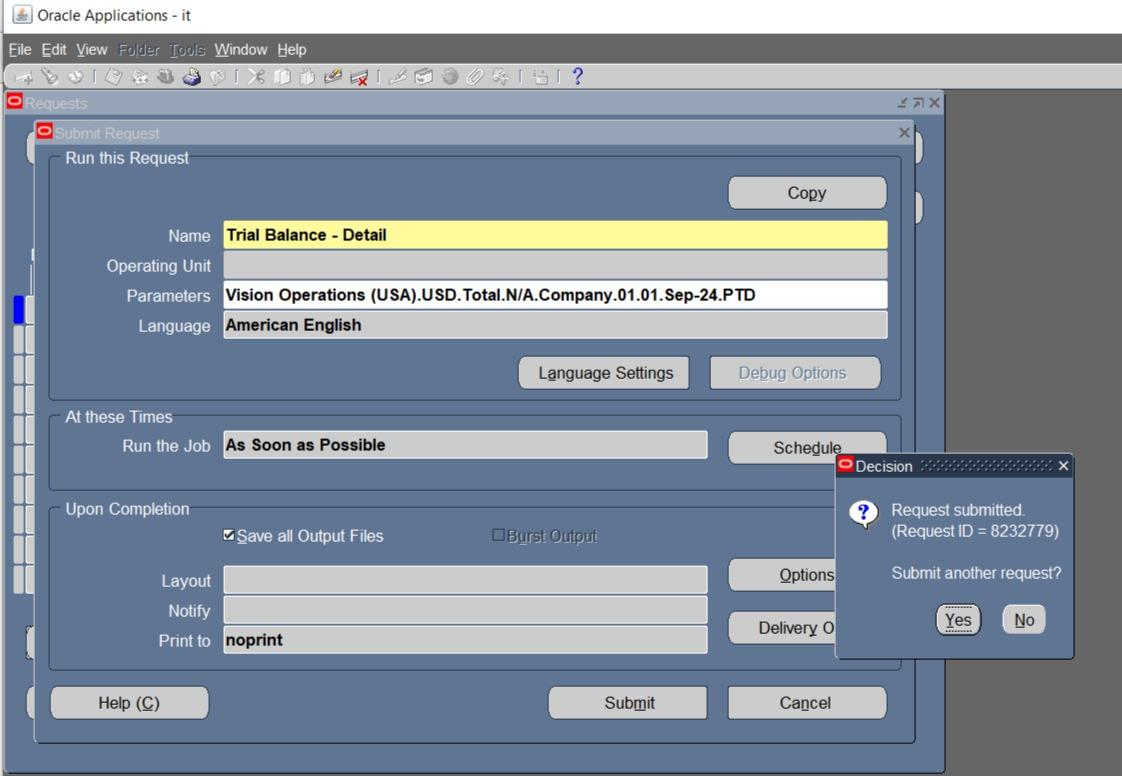 Oracle Applications - it
File Edit View Folder Tools Window Help
Requests
Submit Request
Run this Request
Copy
Name Trial Balance - Detail
Operating Unit
Parameters Vision Operations (USA).USD.Total.N/A.Company.01.01.Sep-24.PTD
Language American English
Language Settings Debug Options
At these Times
Run the Job As Soon as Possible Schedule
Decision
Request submitted.
(Request ID = 8232779)
Submit another request?
Yes No
Upon Completion
Save all Output Files Burst Output
Layout Options
Notify
Print to noprint Delivery O
Help (C) Submit Cancel